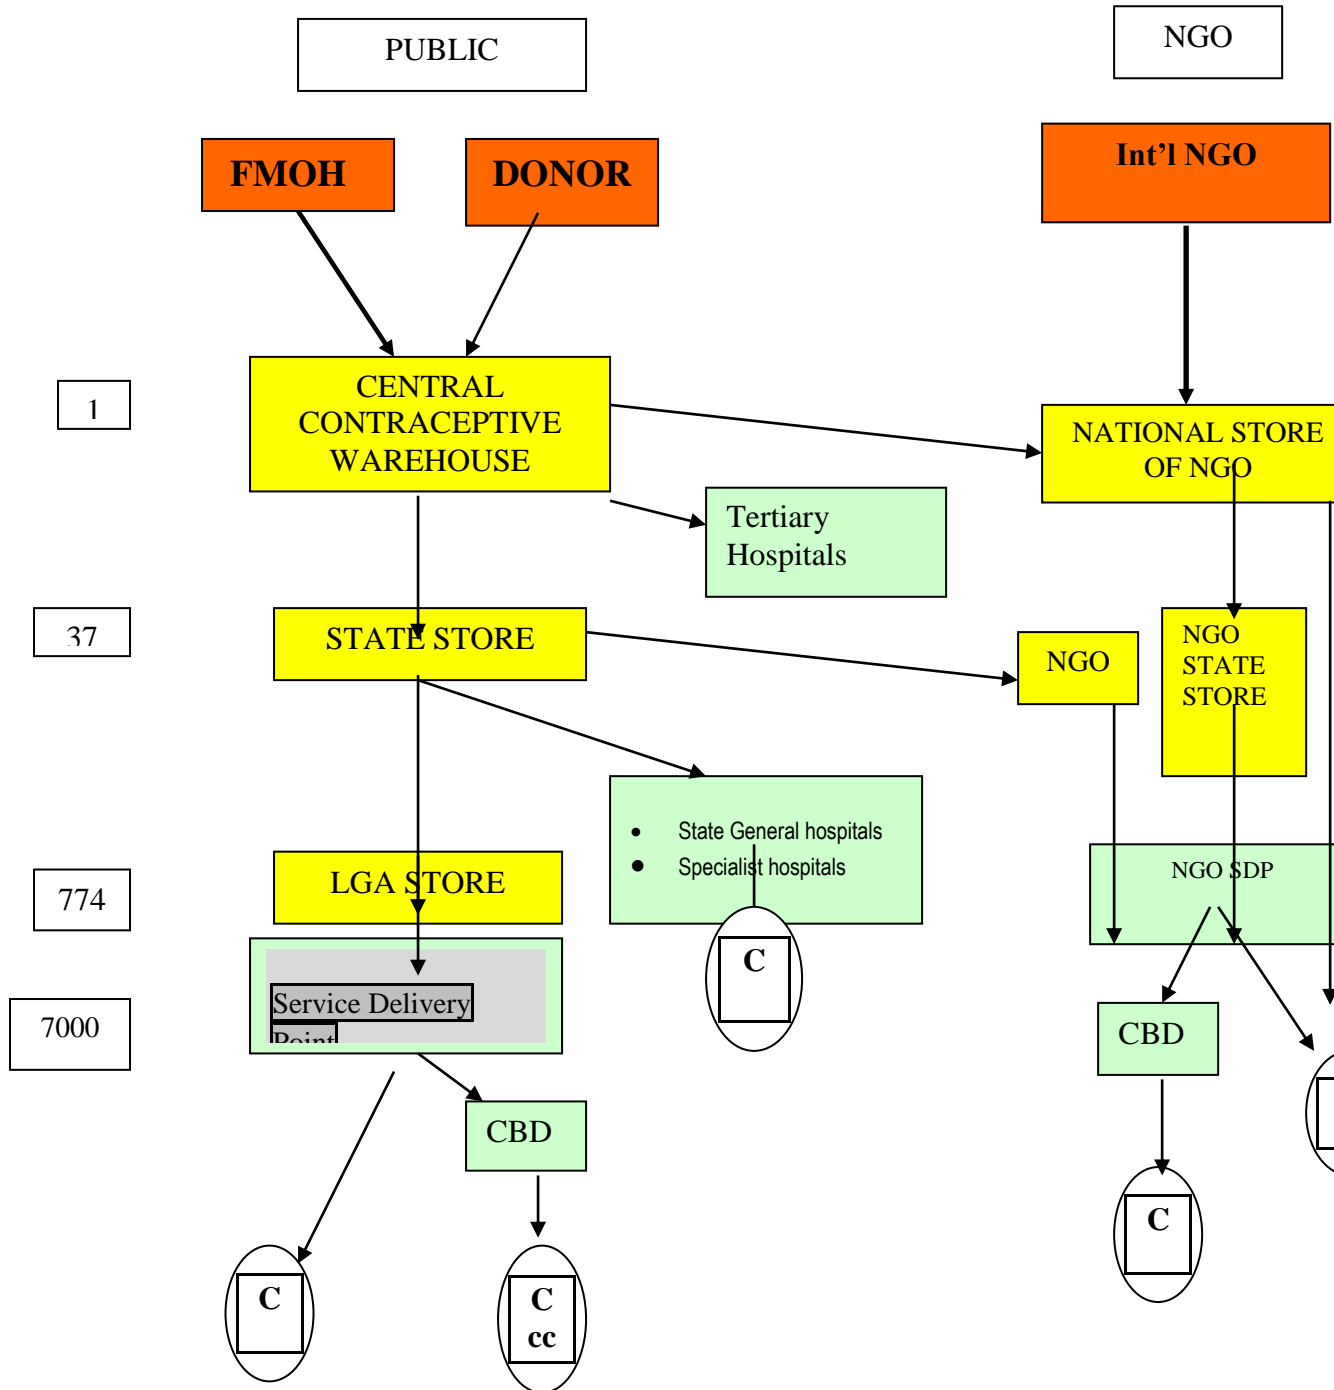 PUBLIC
NGO
FMOH
DONOR
Int’l NGO
1
CENTRAL
CONTRACEPTIVE
WAREHOUSE
NATIONAL STORE
OF NGO
Tertiary
Hospitals
37
STATE STORE
NGO
NGO
STATE
STORE
• State General hospitals
• Specialist hospitals
774
LGA STORE
NGO SDP
C
7000
Service Delivery
Point
CBD
CBD
C
C
C
cc